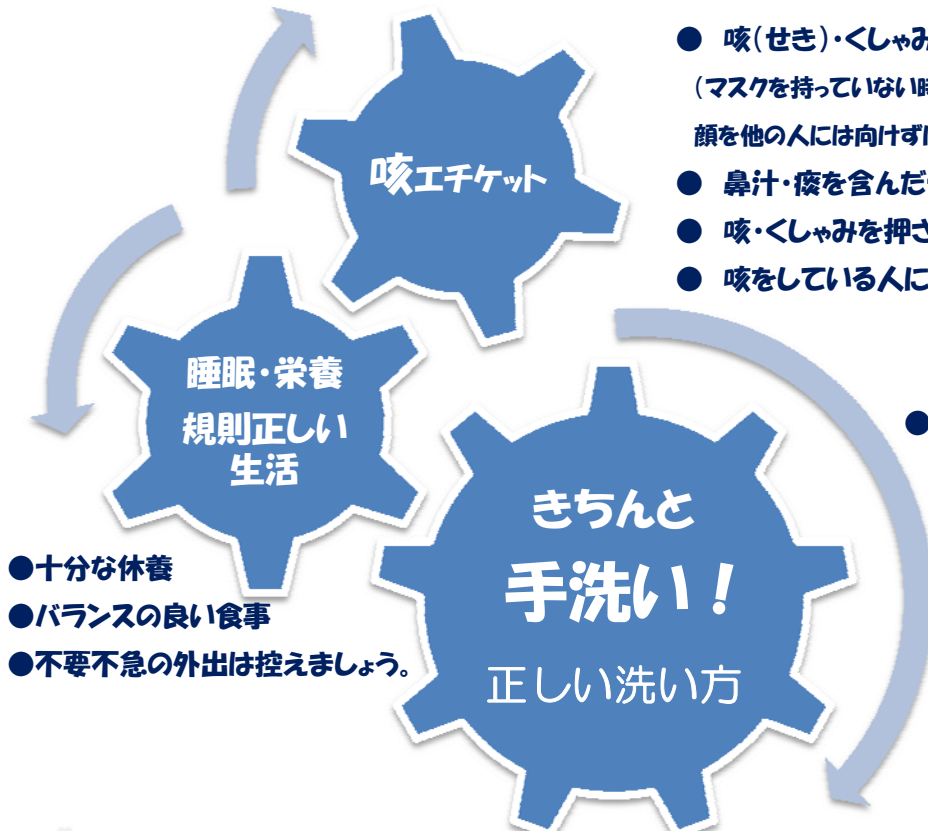 ● 咳(せき)・くしゃみ
(マスクを持っていない時
顔を他の人には向けず
● 鼻汁・痰を含んだ
● 咳・くしゃみを押さ
● 咳をしている人に
咳エチケット
睡眠・栄養
規則正しい
生活
●
きちんと
手洗い!
正しい洗い方
●十分な休養
●バランスの良い食事
●不要不急の外出は控えましょう。